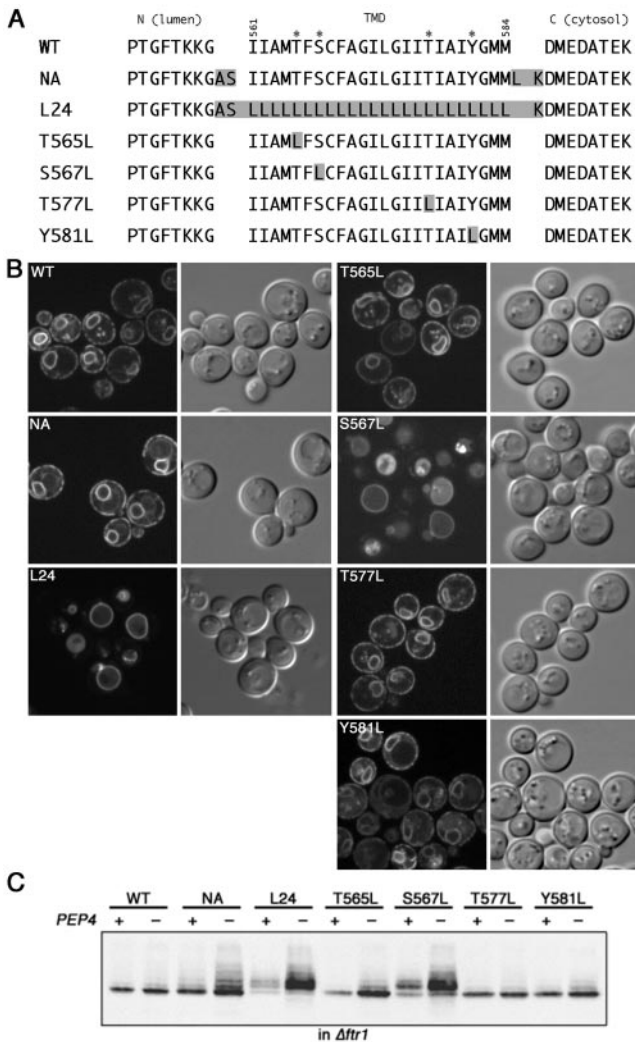 A
N (lumen) 561 TMD 584 C (cytosol)
* * * *
WT PTGFTKKG IIAMTFSCFAGILGIITIAIYGMM DMEDATEK
NA PTGFTKKGAS IIAMTFSCFAGILGIITIAIYGMML KDMEDATEK
L24 PTGFTKKGAS LLLLLLLLLLLLLLLLLLLLLLLL KDMEDATEK
T565L PTGFTKKG IIAMLFSCFAGILGIITIAIYGMM DMEDATEK
S567L PTGFTKKG IIAMTFLCFAGILGIITIAIYGMM DMEDATEK
T577L PTGFTKKG IIAMTFSCFAGILGIILIAIYGMM DMEDATEK
Y581L PTGFTKKG IIAMTFSCFAGILGIITIAILGMM DMEDATEK
B
WT T565L
NA S567L
L24 T577L
Y581L
C
WT NA L24 T565L S567L T577L Y581L
PEP4 + − + − + − + − + − + − + −
in Δftr1